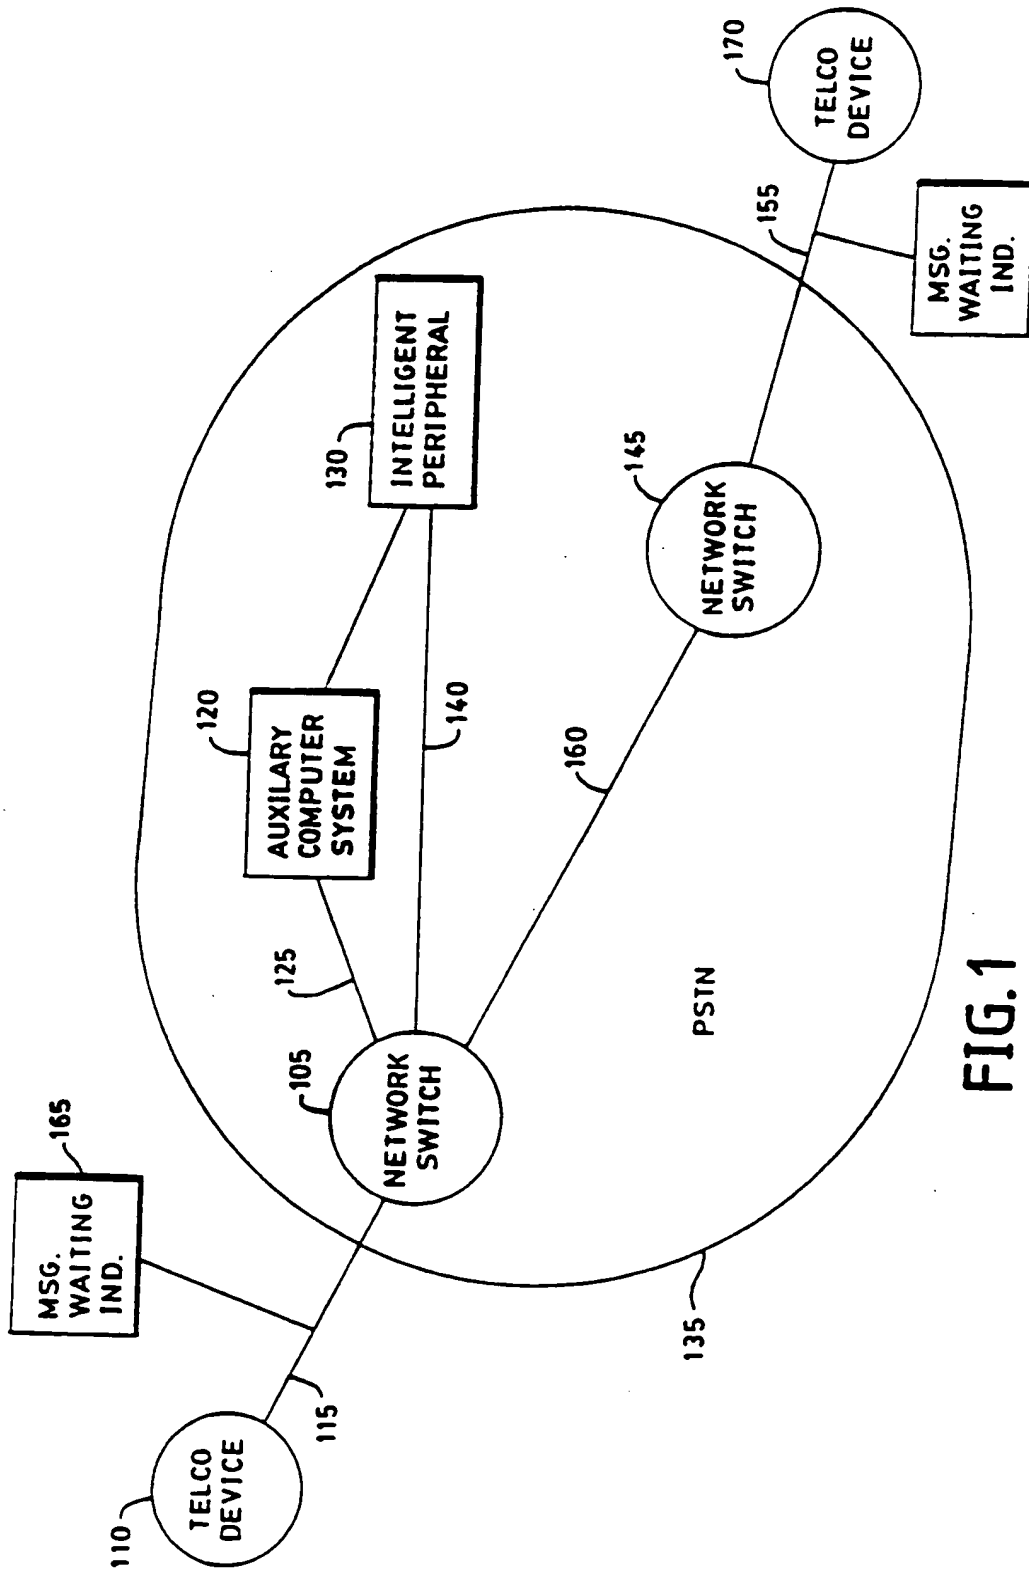 110
TELCO
DEVICE
115
MSG.
WAITING
IND.
165
NETWORK
SWITCH
105
125
AUXILARY
COMPUTER
SYSTEM
120
140
INTELLIGENT
PERIPHERAL
130
160
NETWORK
SWITCH
145
155
TELCO
DEVICE
170
MSG.
WAITING
IND.
PSTN
135
FIG.1